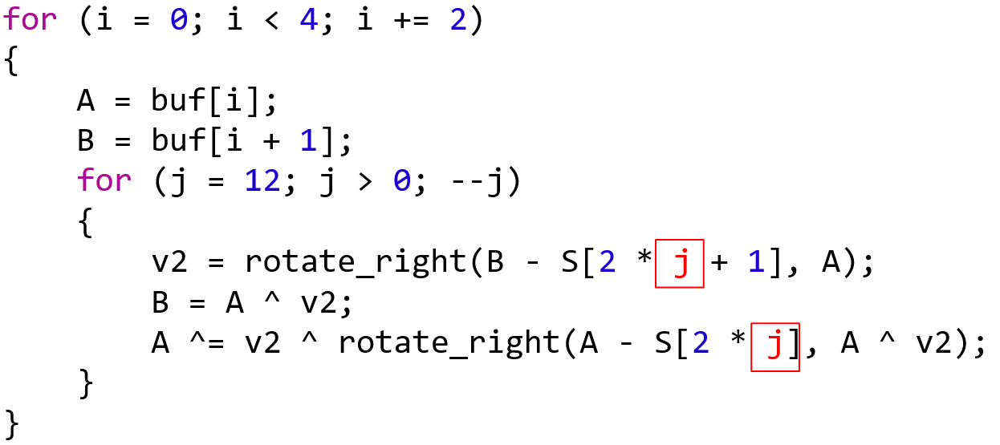 for (i = 0; i < 4; i += 2)
{
A = buf[i];
B = buf[i + 1];
for (j = 12; j > 0; --j)
{
v2 = rotate_right(B - S[2 * j + 1], A);
B = A ^ v2;
A ^= v2 ^ rotate_right(A - S[2 * j], A ^ v2);
}
}